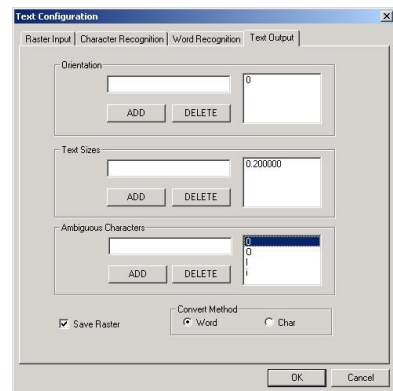 Text Configuration
Raster Input Character Recognition Word Recognition Text Output
Orientation
0
ADD DELETE
Text Sizes
0.200000
ADD DELETE
Ambiguous Characters
0
O
l
i
ADD DELETE
Convert Method
Save Raster Word Char
OK Cancel